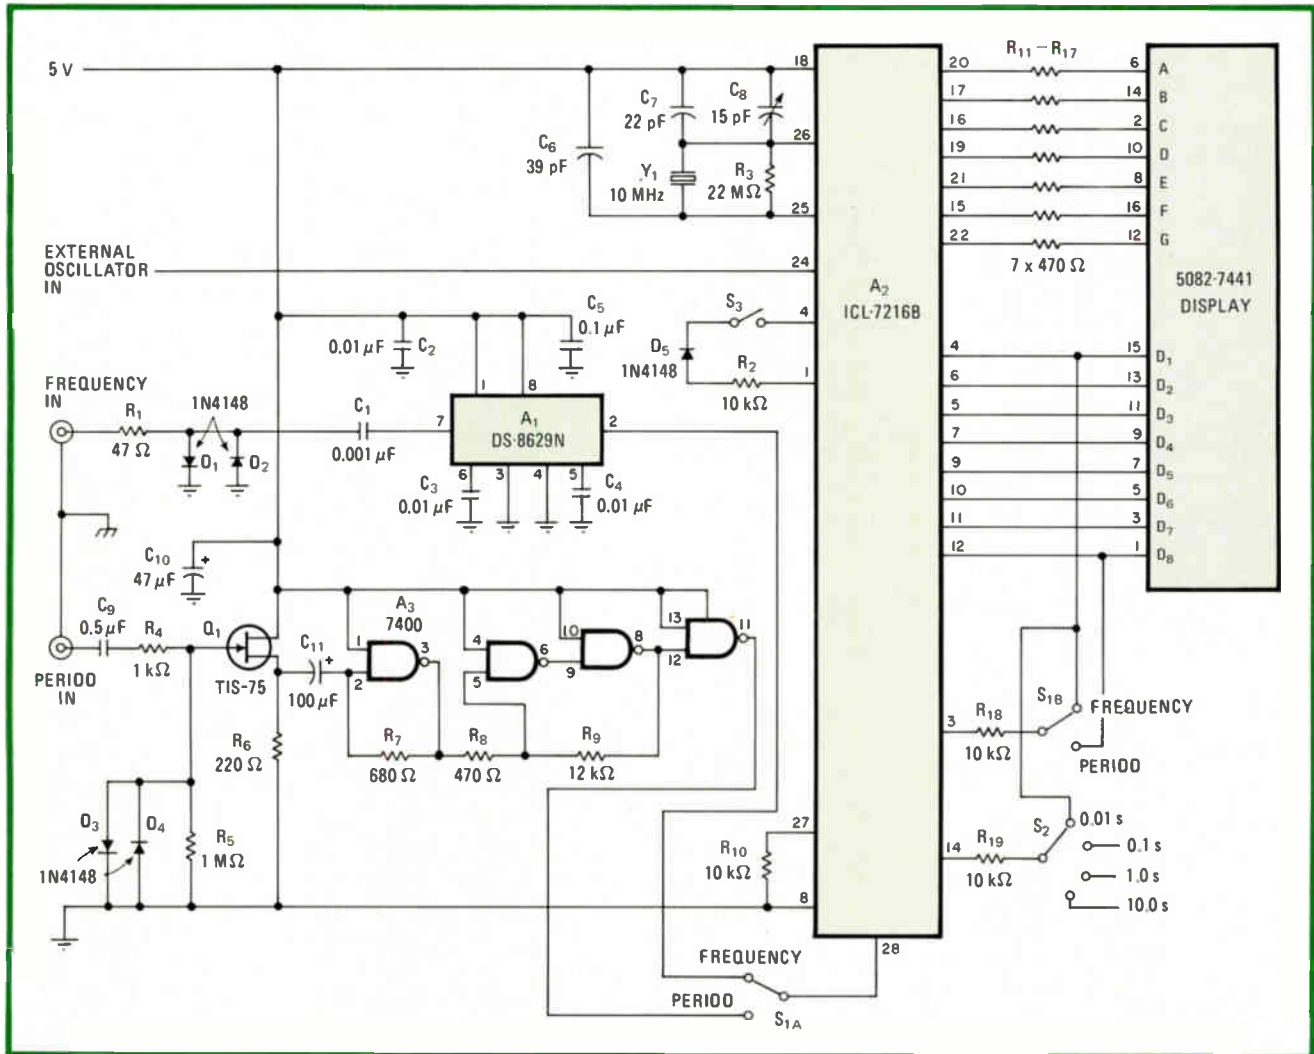 5 V
18
C7
22 pF
C8
15 pF
26
C6
39 pF
Y1
10 MHz
R3
22 MΩ
25
EXTERNAL
OSCILLATOR
IN
24
A2
ICL-7216B
20
R11 – R17
6
A
17
14
B
16
2
C
19
10
D
21
8
E
15
16
F
22
12
G
7 x 470 Ω
5082-7441
DISPLAY
S3
4
D5
1N4148
R2
10 kΩ
1
C5
0.1 µF
0.01 µF
C2
1
8
FREQUENCY
IN
R1
47 Ω
1N4148
D1
D2
C1
0.001 µF
7
A1
DS-8629N
2
6
3
4
5
C3
0.01 µF
C4
0.01 µF
4
15
D1
6
13
D2
5
11
D3
7
9
D4
9
7
D5
10
5
D6
11
3
D7
12
1
D8
C10
+
47 µF
C9
0.5 µF
R4
1 kΩ
PERIOD
IN
Q1
TIS-75
C11
+
100 µF
A3
7400
1
2
3
4
5
6
10
9
8
13
12
11
R6
220 Ω
R7
680 Ω
R8
470 Ω
R9
12 kΩ
D3
D4
1N4148
R5
1 MΩ
R10
10 kΩ
27
8
28
3
R18
10 kΩ
S1B
FREQUENCY
PERIOD
14
R19
10 kΩ
S2
0.01 s
0.1 s
1.0 s
10.0 s
FREQUENCY
PERIOD
S1A